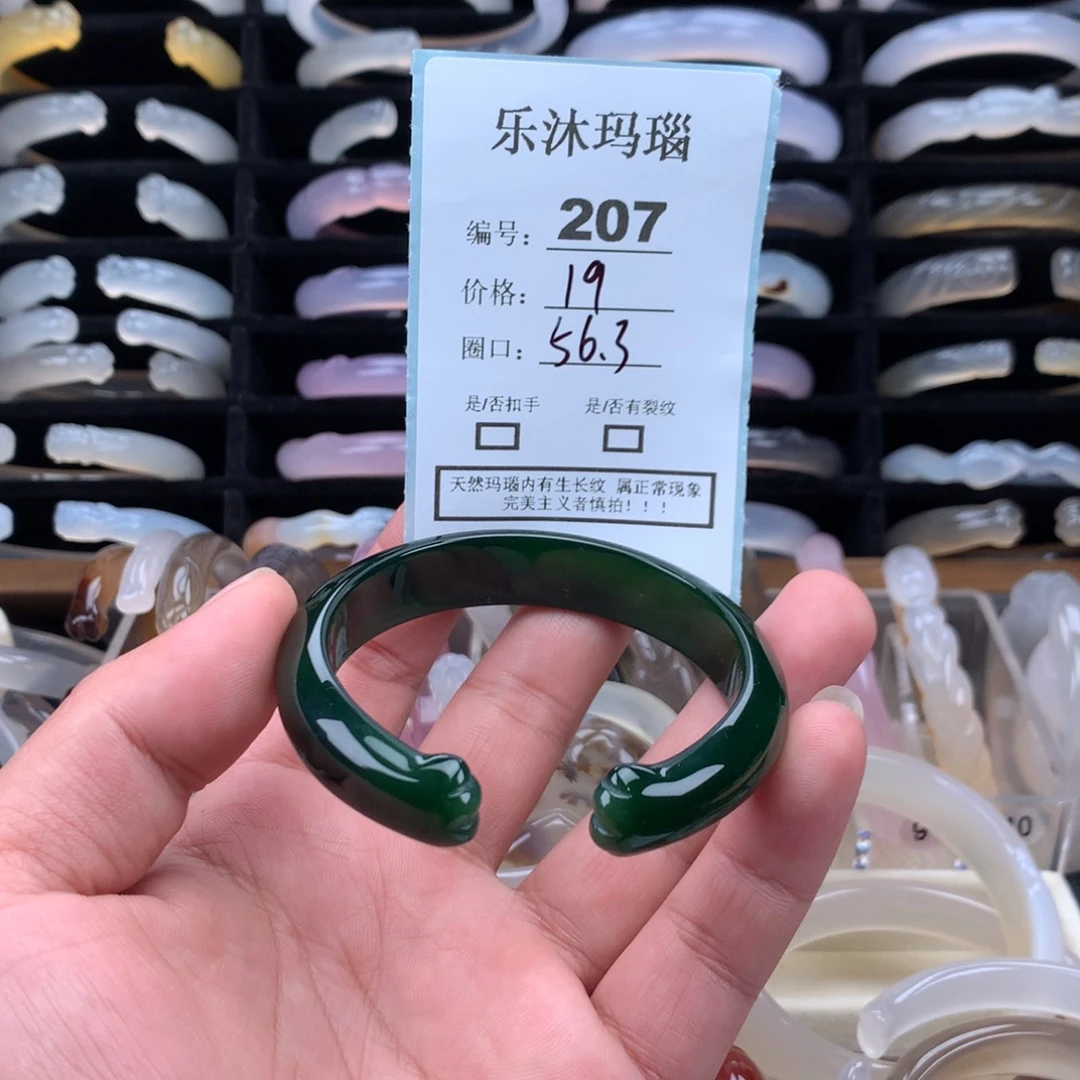 乐沐玛瑙
编号: 207
价格: 19
圈口: 56.3
是/否扣手 是/否有裂纹
天然玛瑙内有生长纹 属正常现象
完美主义者慎拍!!!
9 10